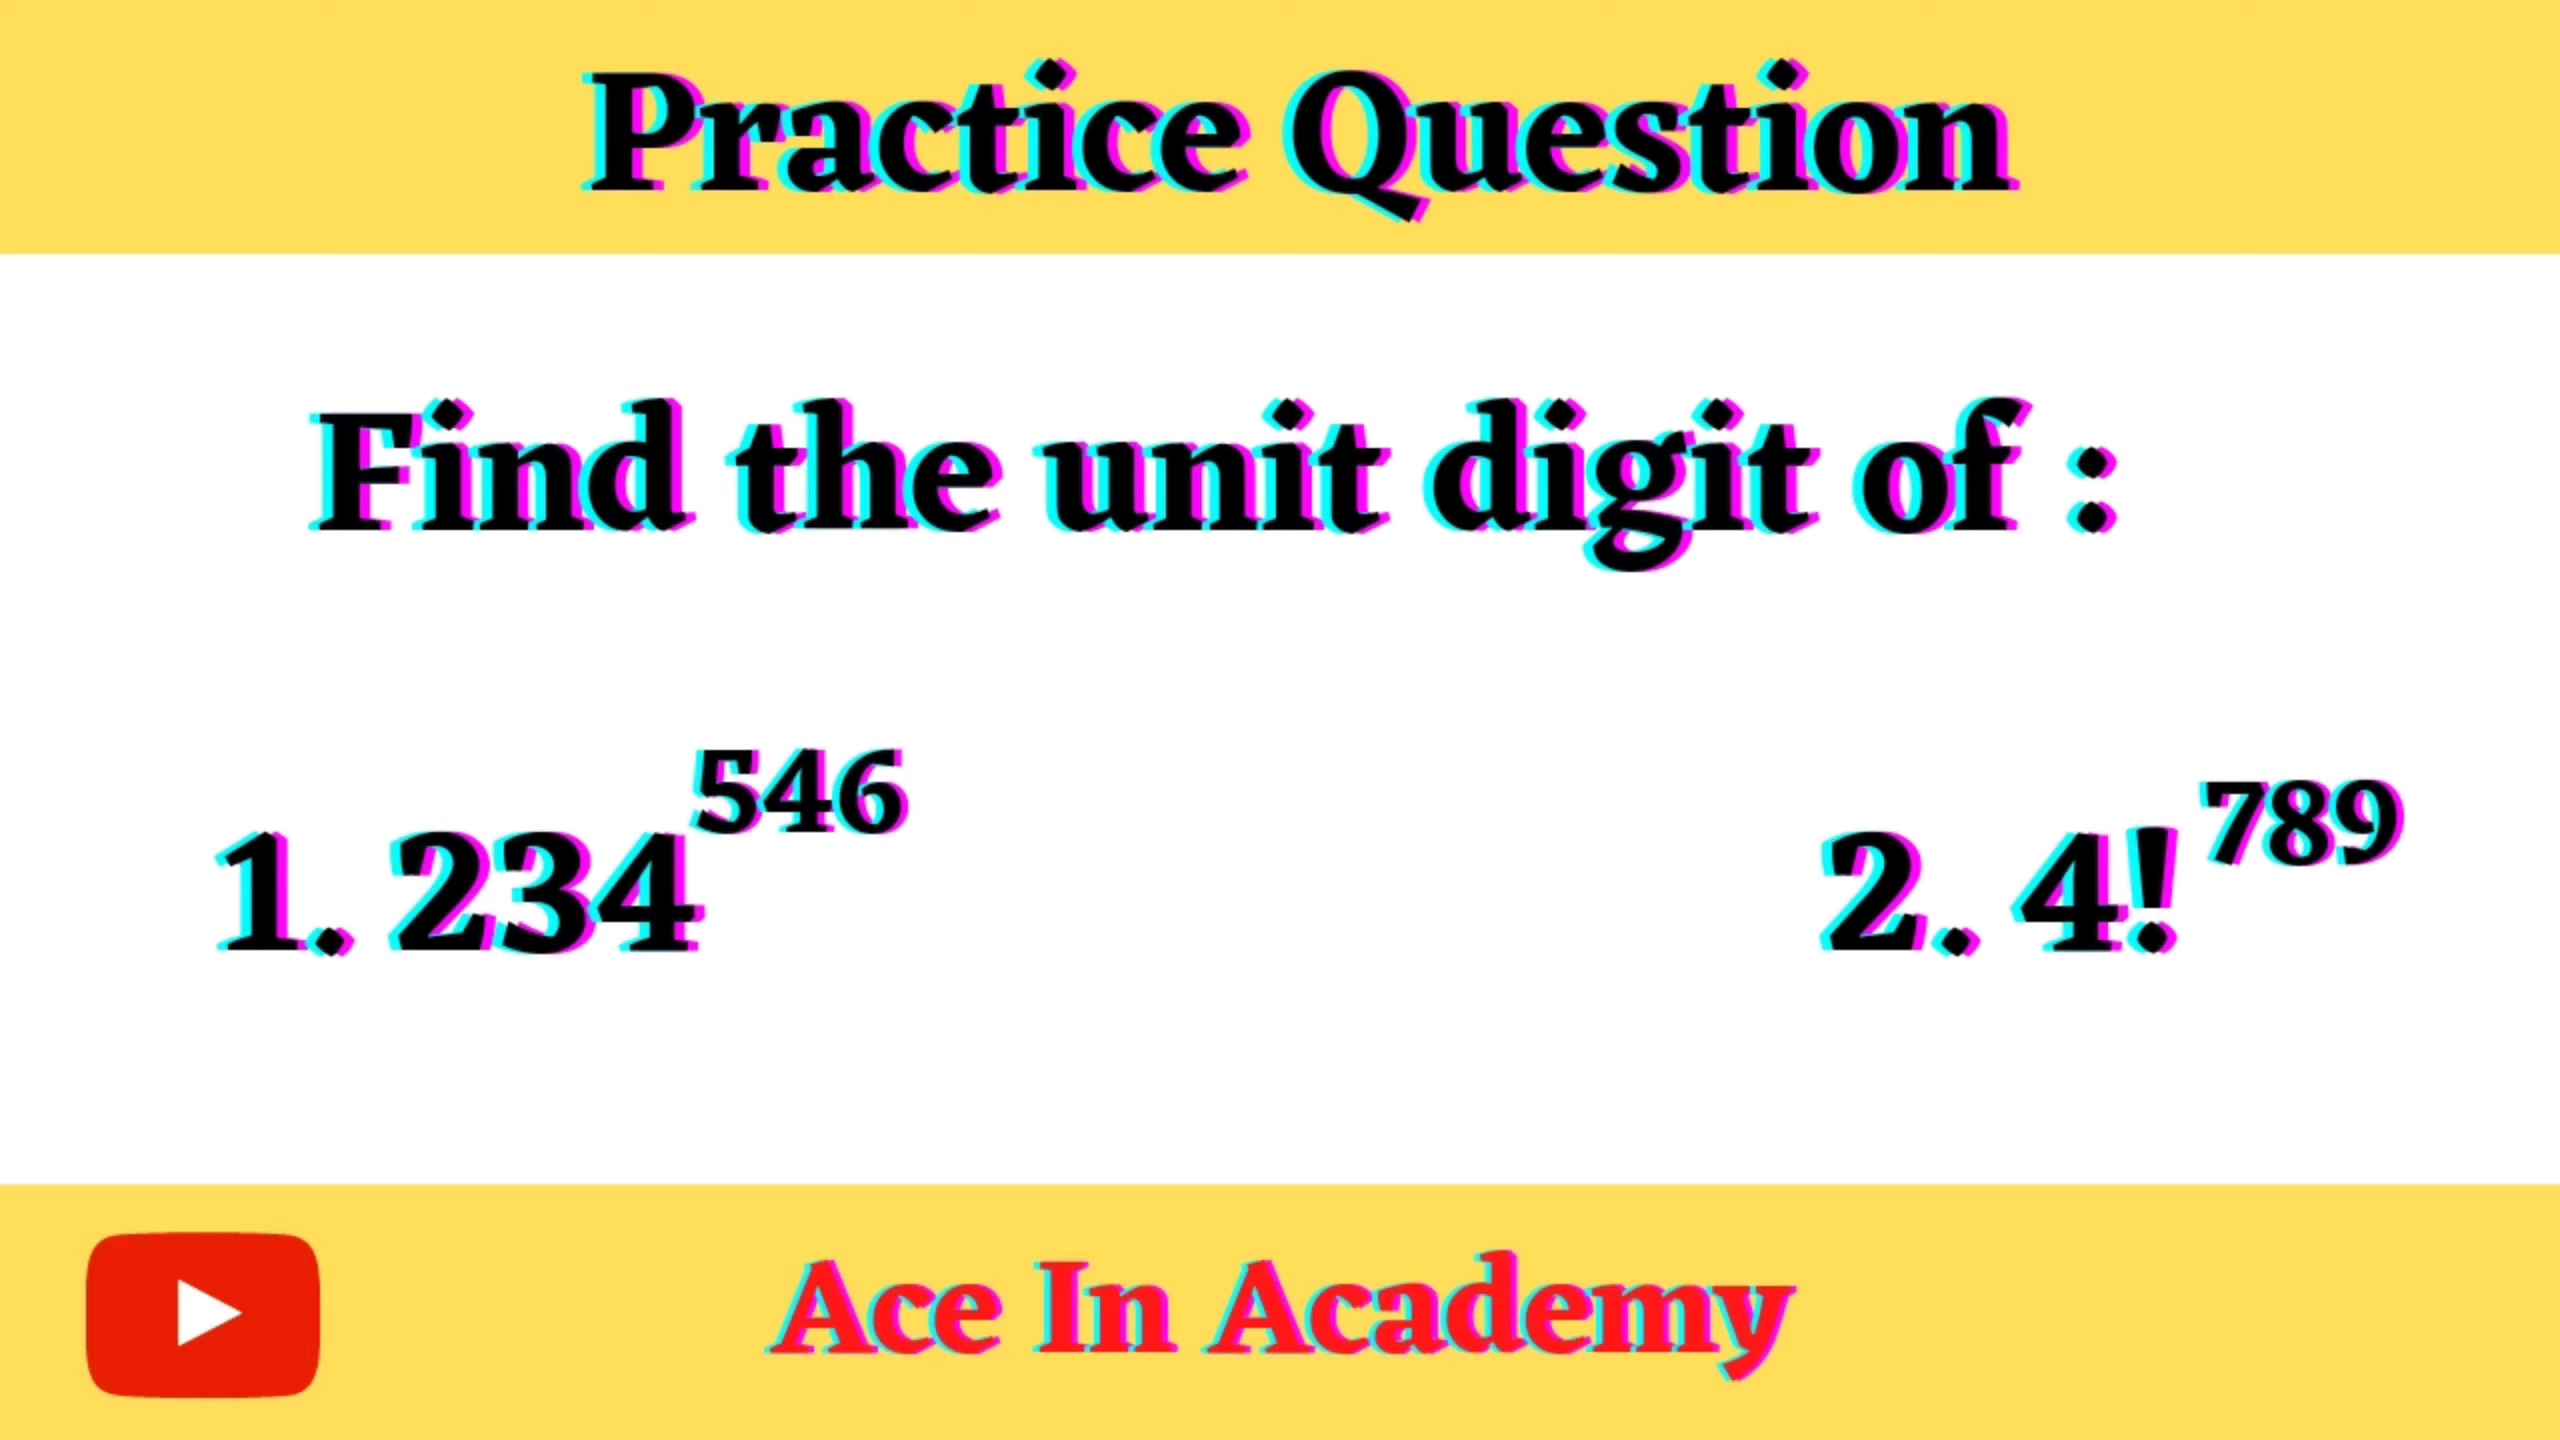 Practice Question
Find the unit digit of :
1. 234^546
2. 4!^789
Ace In Academy